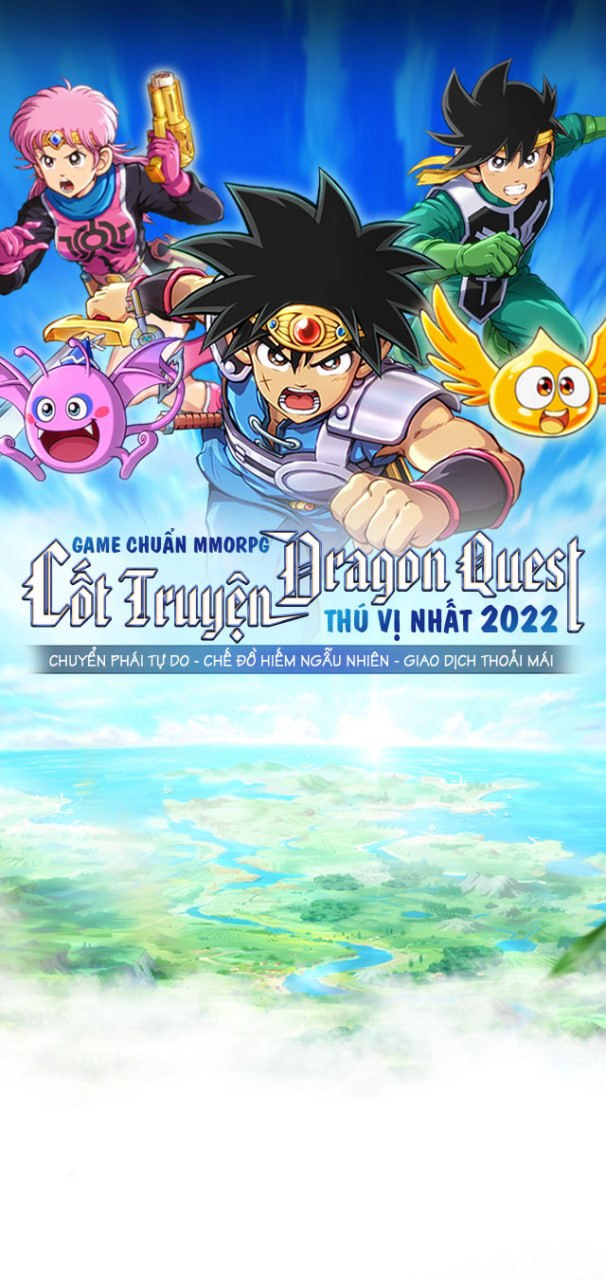 GAME CHUẨN MMORPG
Cốt Truyện Dragon Quest
THÚ VỊ NHẤT 2022
CHUYỂN PHÁI TỰ DO - CHẾ ĐỒ HIẾM NGẪU NHIÊN - GIAO DỊCH THOẢI MÁI